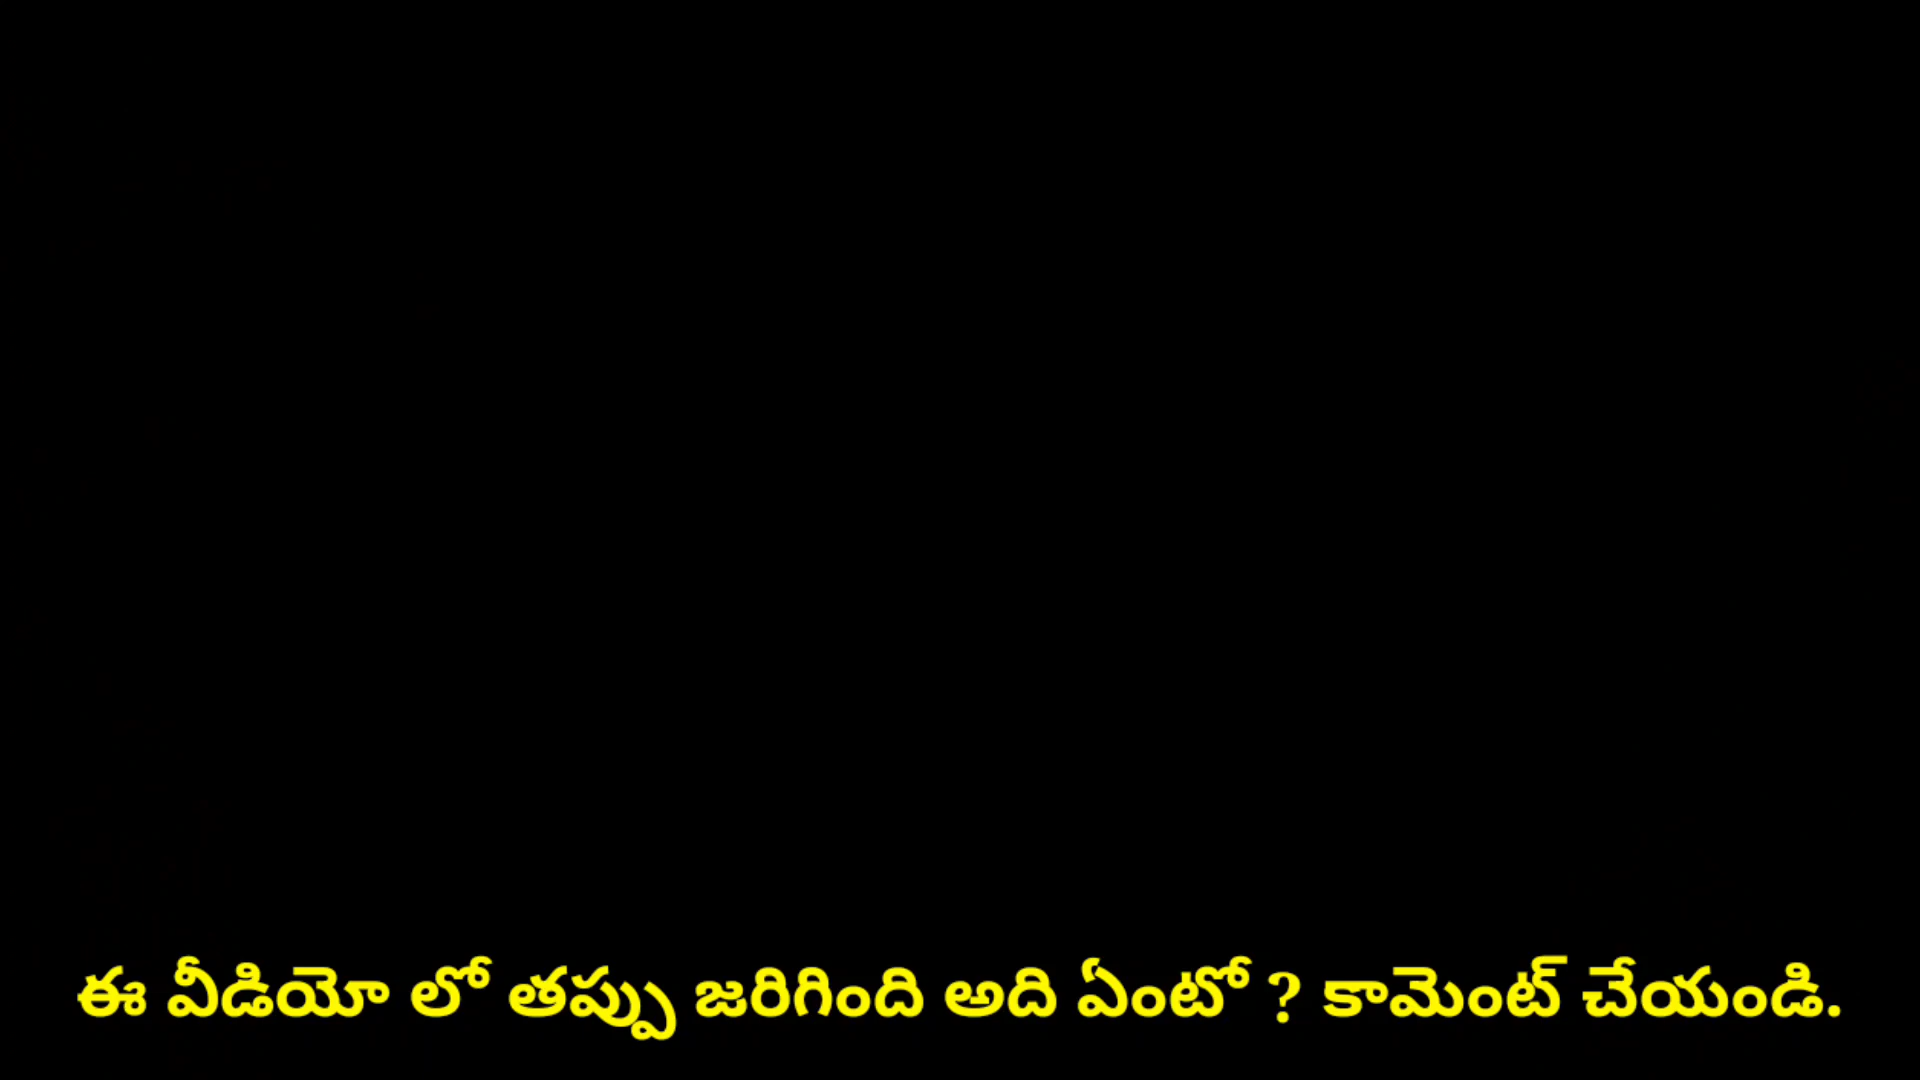 ఈ వీడియో లో తప్పు జరిగింది అది ఏంటో ? కామెంట్ చేయండి.